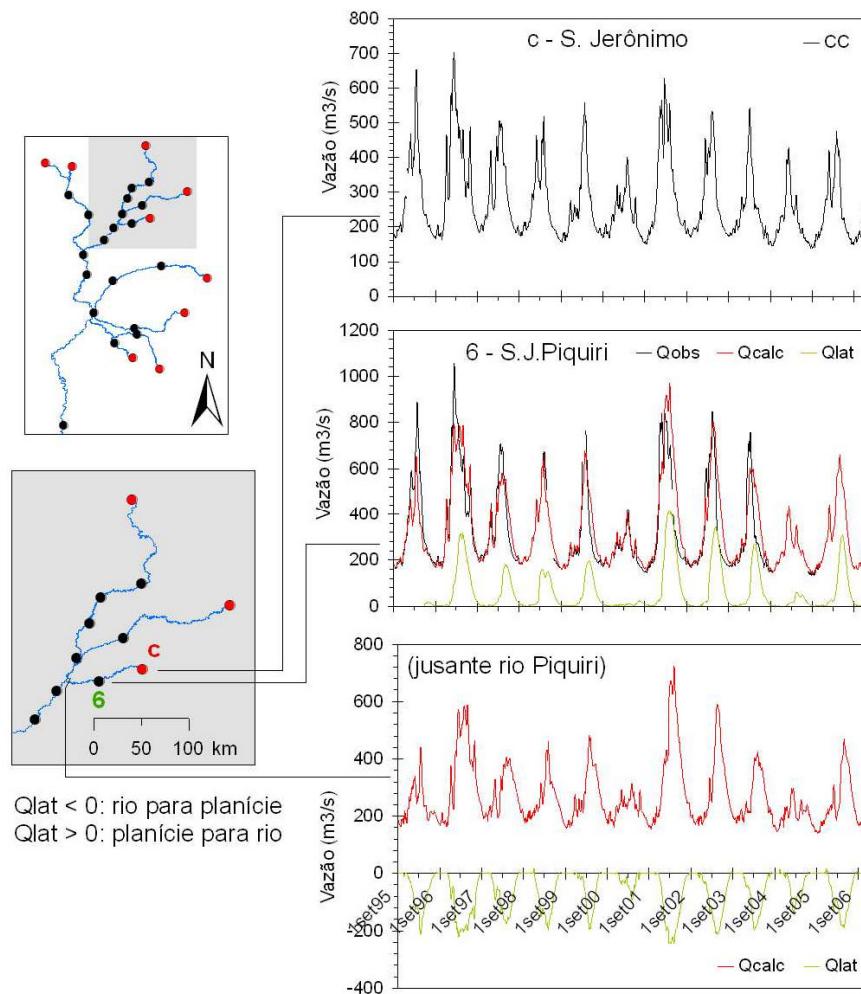 c - S. Jerônimo
CC
Vazão (m3/s)
800
700
600
500
400
300
200
100
0
N
6 - S.J.Piquiri
Qobs
Qcalc
Qlat
Vazão (m3/s)
1200
1000
800
600
400
200
0
c
6
0 50 100 km
Qlat < 0: rio para planície
Qlat > 0: planície para rio
(jusante rio Piquiri)
Vazão (m3/s)
800
600
400
200
0
-200
-400
1set95
1set96
1set97
1set98
1set99
1set00
1set01
1set02
1set03
1set04
1set05
1set06
Qcalc
Qlat